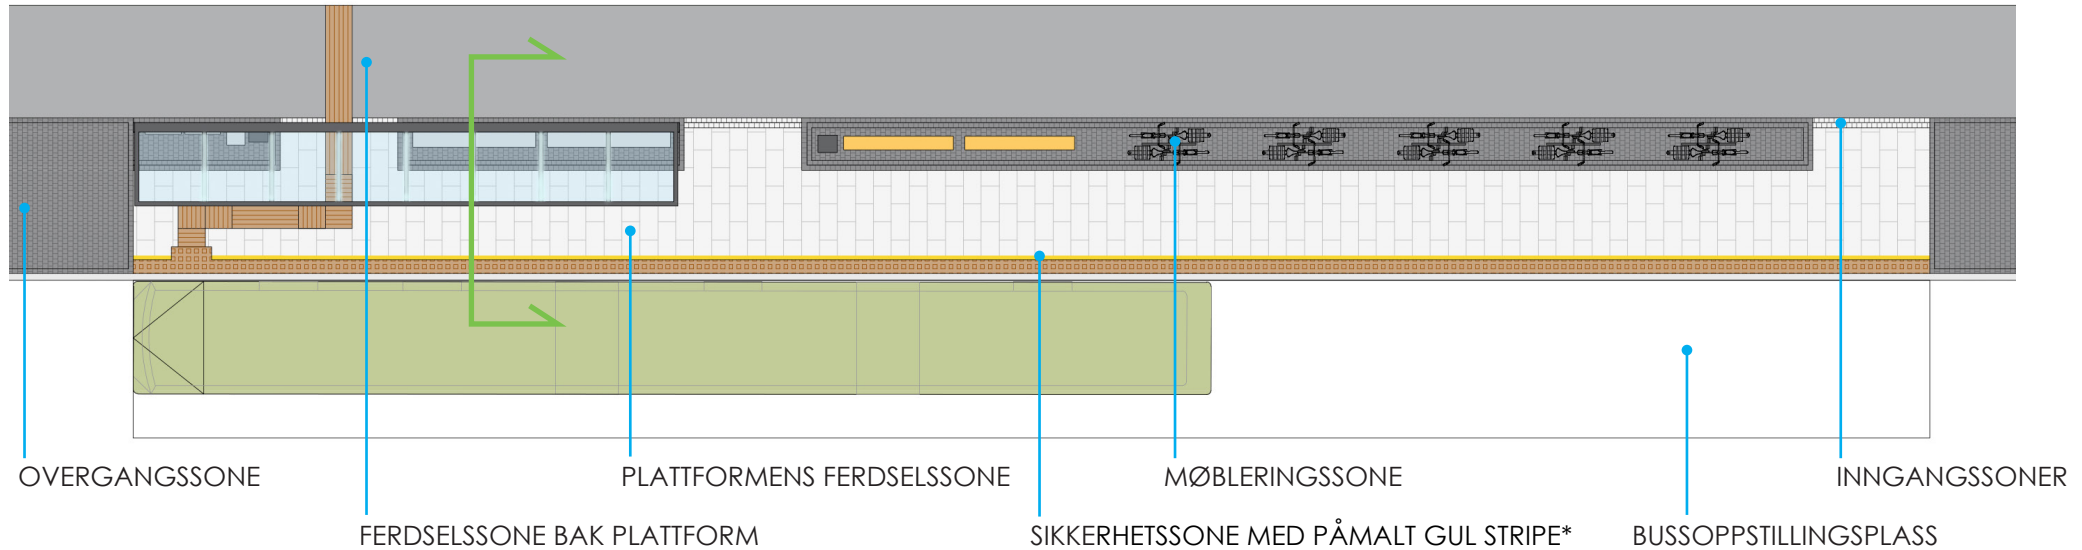 OVERGANGSSONE
PLATTFORMENS FERDSELSSONE
MØBLERINGSSONE
INNGANGSSONER
FERDSELSSONE BAK PLATTFORM
SIKKERHETSSONE MED PÅMALT GUL STRIPE*
BUSSOPPSTILLINGSPLASS